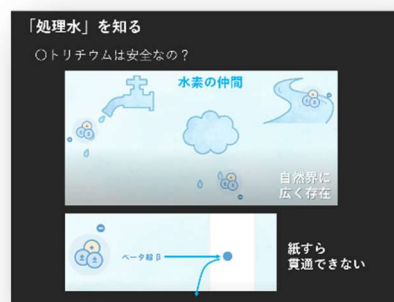 「処理水」を知る
〇トリチウムは安全なの？
水素の仲間
自然界に
広く存在
ベータ線β
紙すら
貫通できない